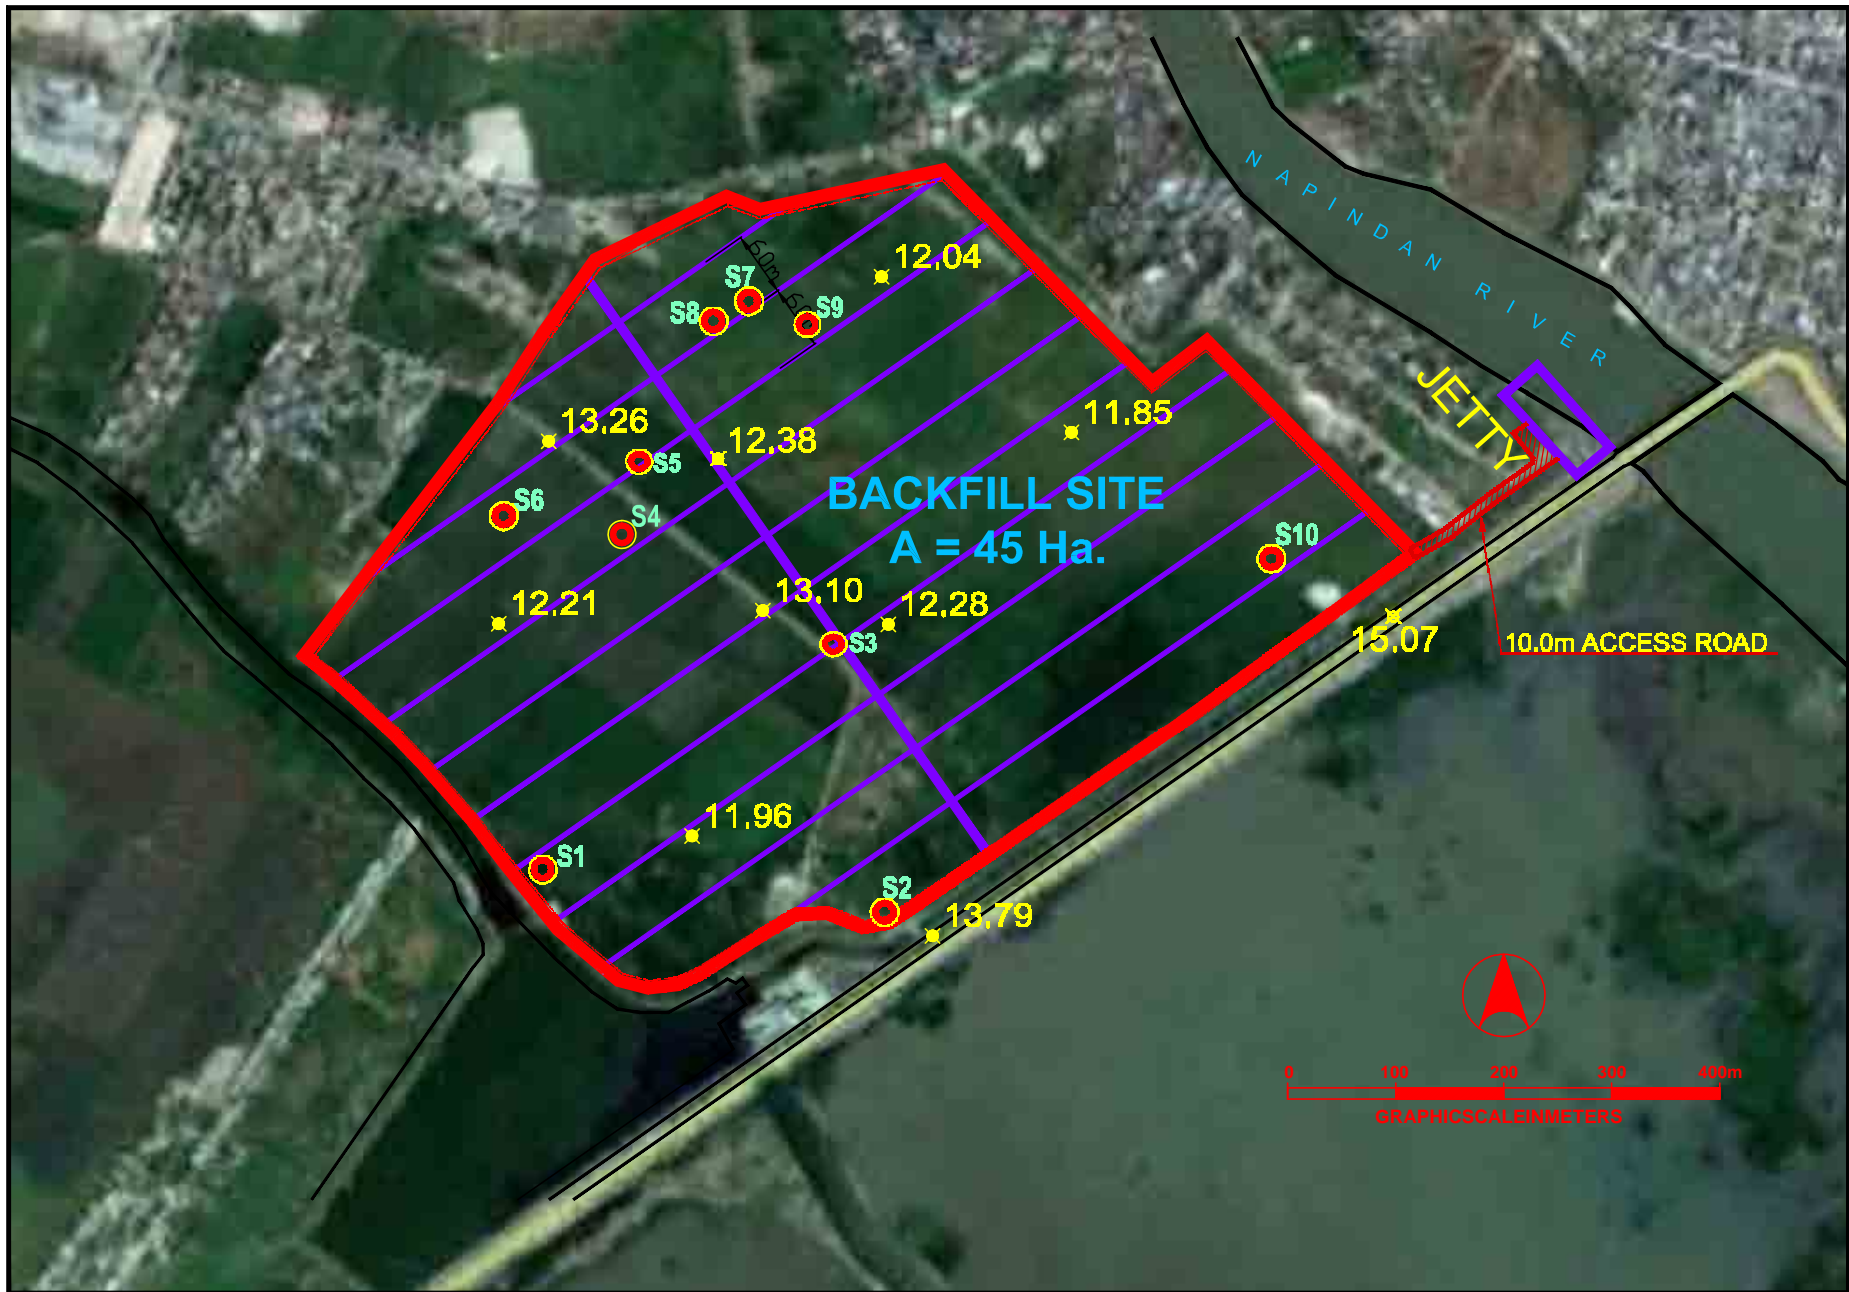 NAPINDAN RIVER
12.04
60m
60
S7
S8
S9
JETTY
13.26
12.38
11.85
S5
BACKFILL SITE
A = 45 Ha.
S6
S4
S10
12.21
13.10
12.28
S3
15.07
10.0m ACCESS ROAD
11.96
S1
S2
13.79
0 100 200 300 400m
GRAPHICSCALEINMETERS